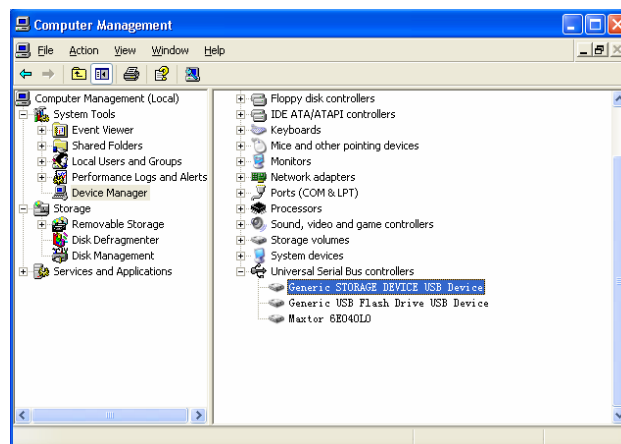 Computer Management
File Action View Window Help
Computer Management (Local)
System Tools
Event Viewer
Shared Folders
Local Users and Groups
Performance Logs and Alerts
Device Manager
Storage
Removable Storage
Disk Defragmenter
Disk Management
Services and Applications
Floppy disk controllers
IDE ATA/ATAPI controllers
Keyboards
Mice and other pointing devices
Monitors
Network adapters
Ports (COM & LPT)
Processors
Sound, video and game controllers
Storage volumes
System devices
Universal Serial Bus controllers
Generic STORAGE DEVICE USB Device
Generic USB Flash Drive USB Device
Maxtor 6E040L0